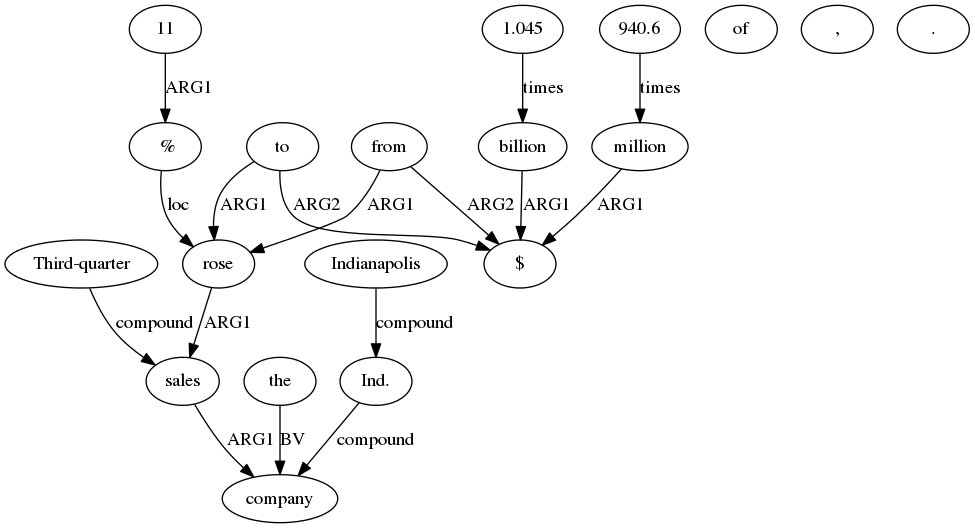 11 1.045 940.6 of , .
ARG1 times times
% to from billion million
loc ARG1 ARG2 ARG1 ARG2 ARG1 ARG1
Third-quarter rose Indianapolis $
compound ARG1 compound
sales the Ind.
ARG1 BV compound
company